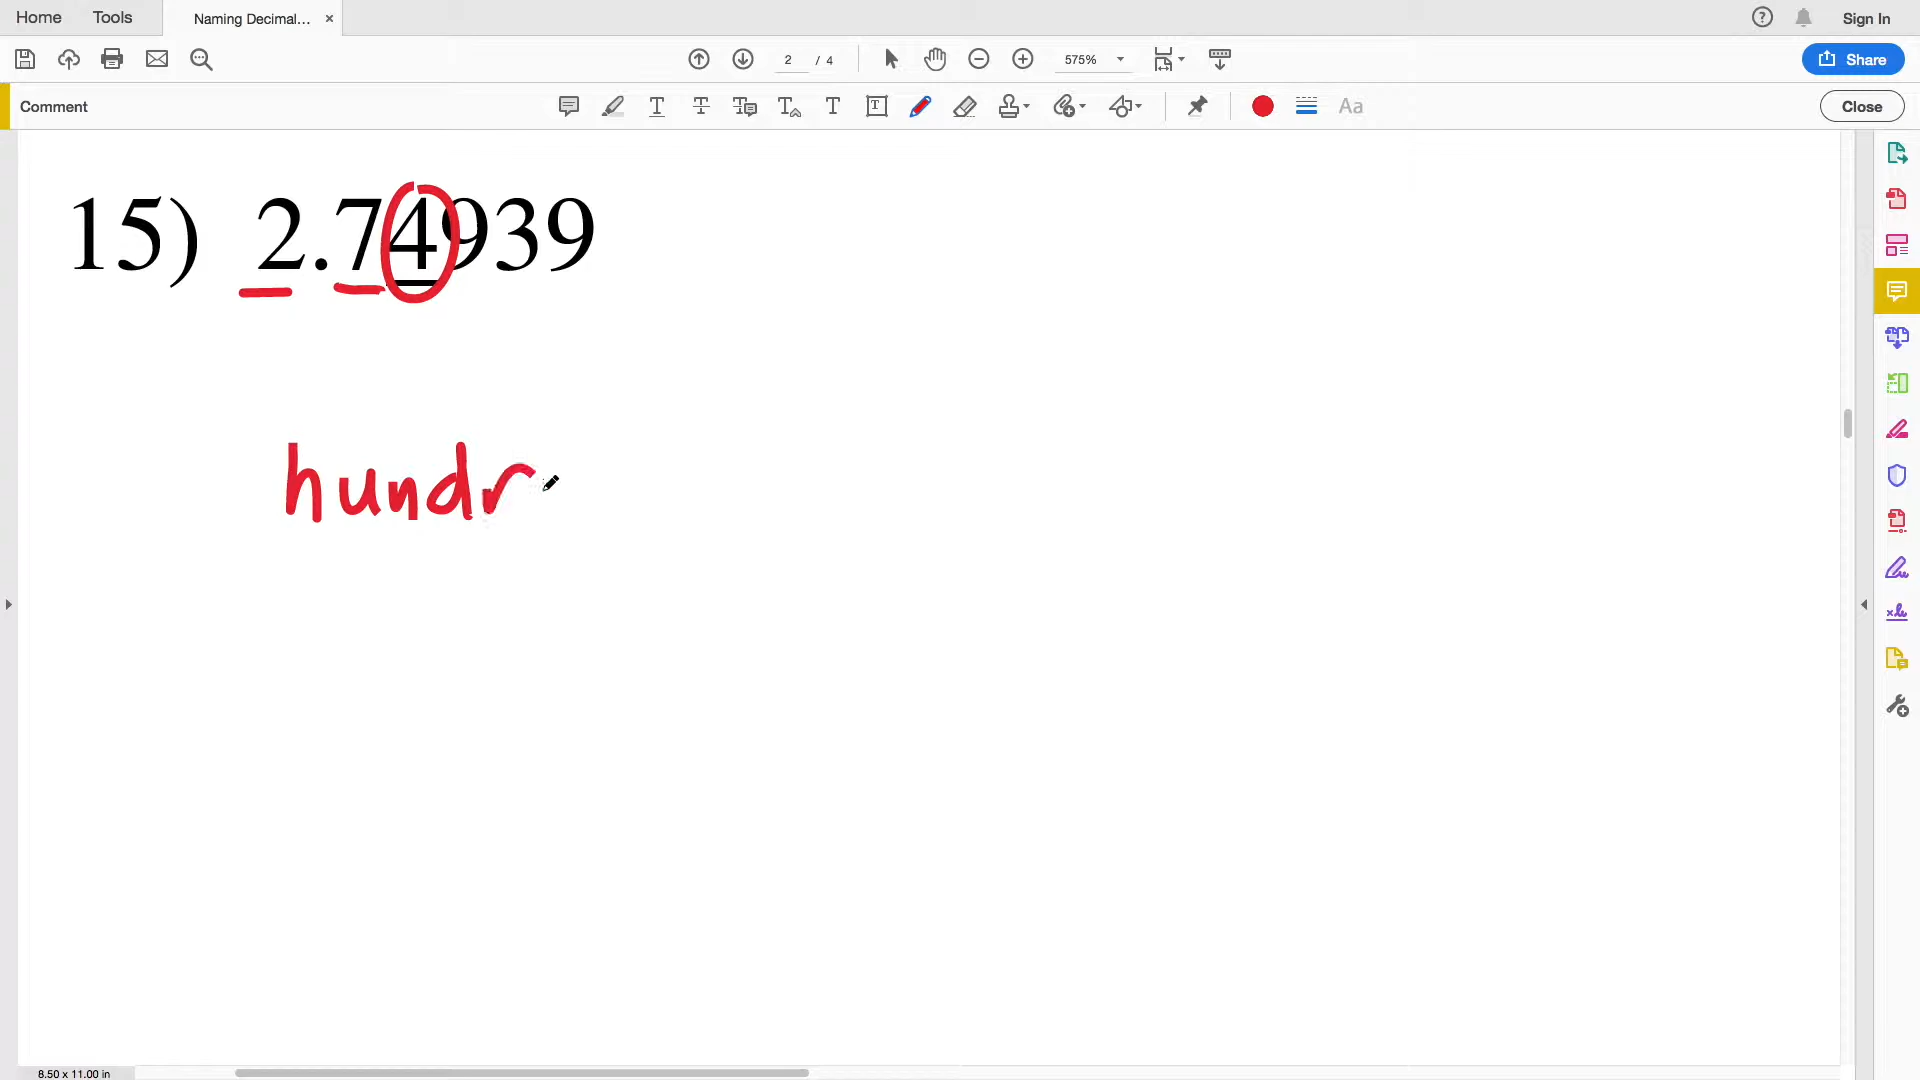 Home Tools Naming Decimal... × Sign In
2 / 4 575% Share
Comment Aa Close
15) 2.74939
hundr
8.50 x 11.00 in